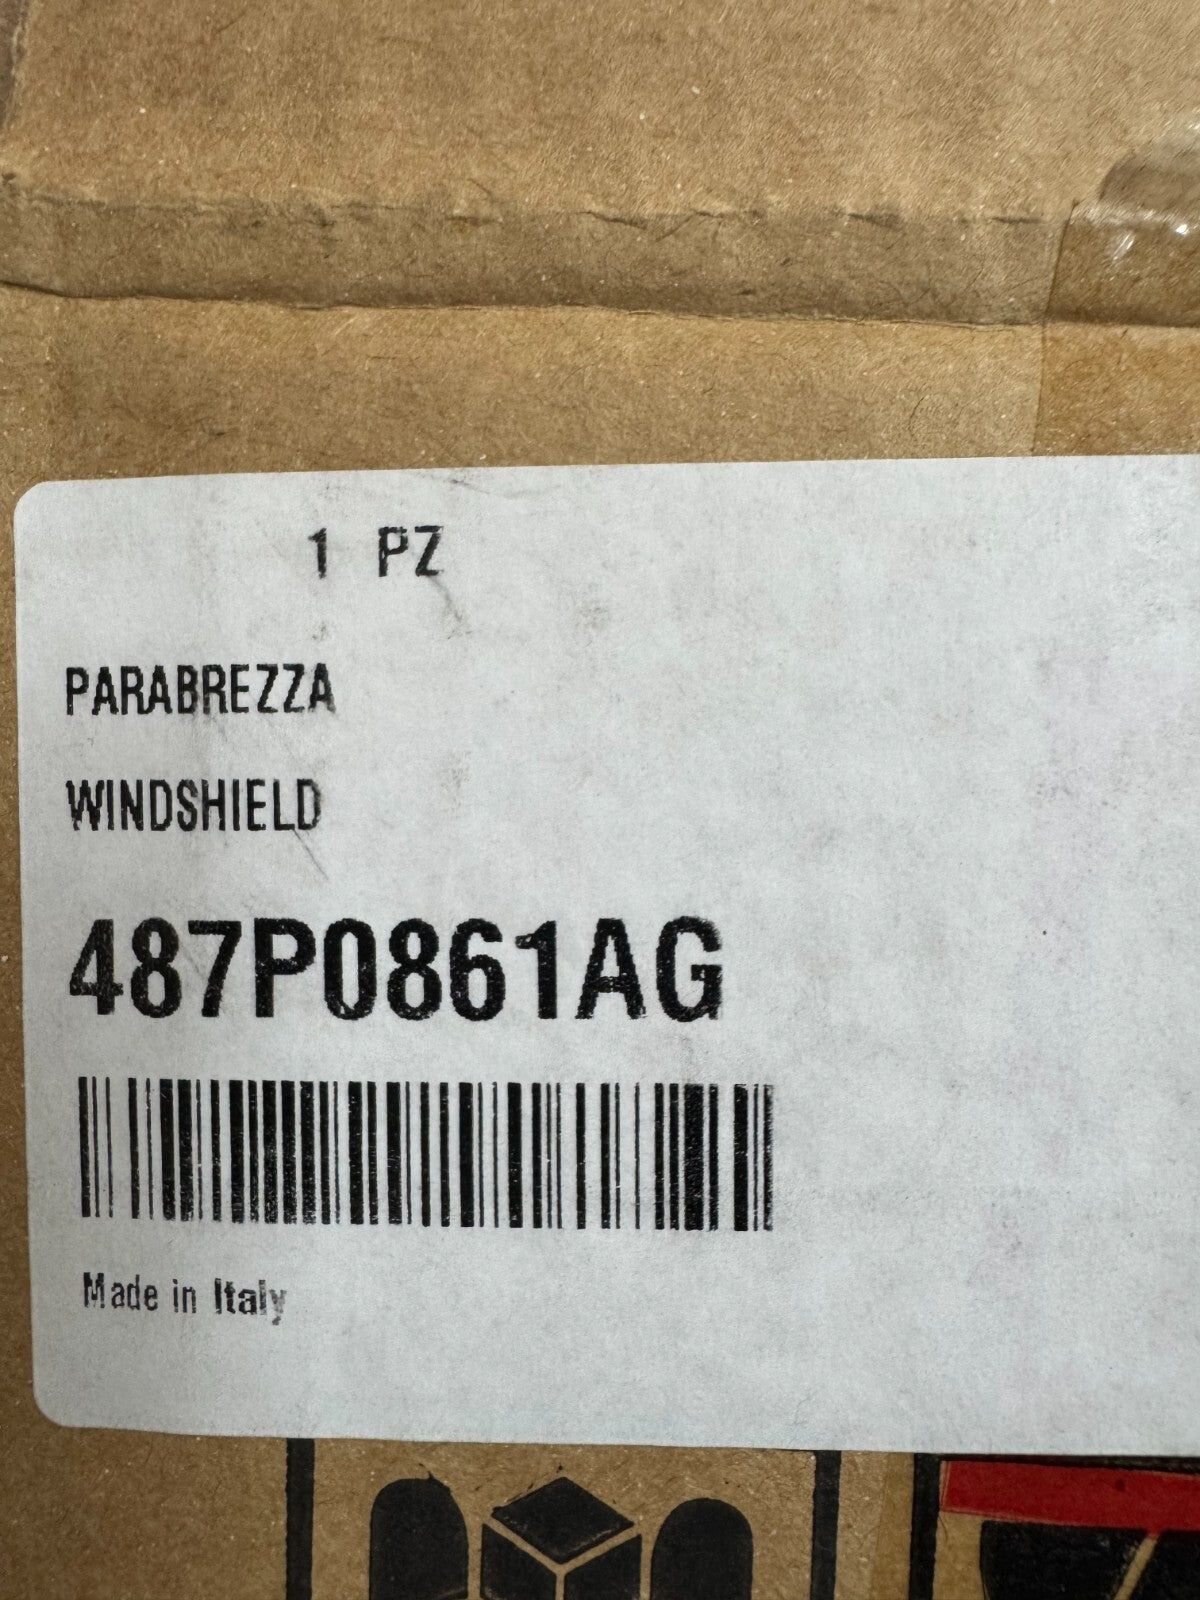 1 PZ
PARABREZZA
WINDSHIELD
487P0861AG
Made in Italy